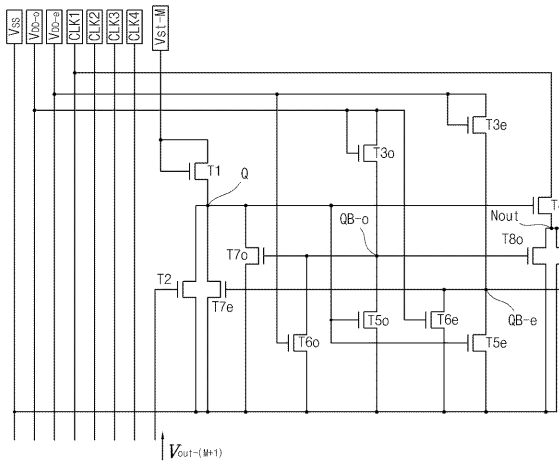 Vss
VDD-o
VDD-e
CLK1
CLK2
CLK3
CLK4
Vst-M
T1
T3e
T3o
Q
QB-o
Nout
T7o
T8o
T2
T7e
T6o
T5o
T6e
T5e
QB-e
Vout-(M+1)